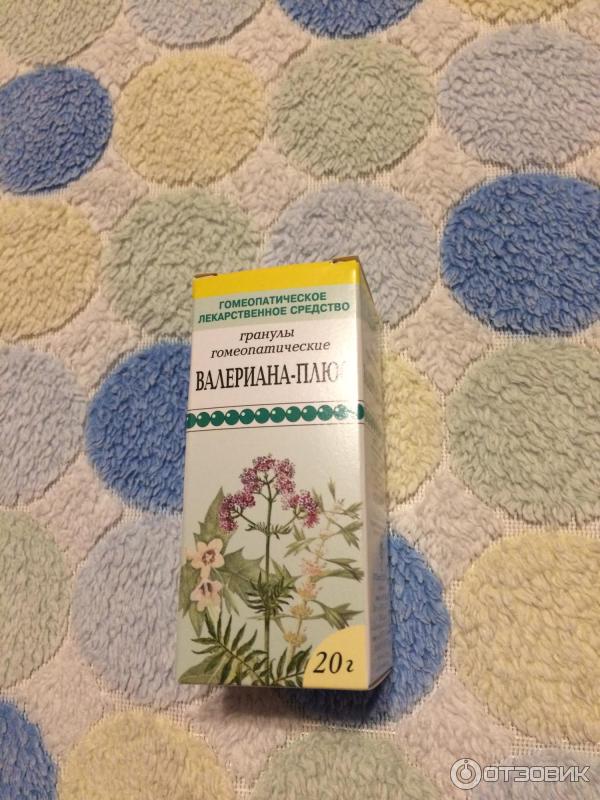 ГОМЕОПАТИЧЕСКОЕ
ЛЕКАРСТВЕННОЕ СРЕДСТВО
гранулы
гомеопатические
ВАЛЕРИАНА-ПЛЮС
20 г
ОТЗОВИК